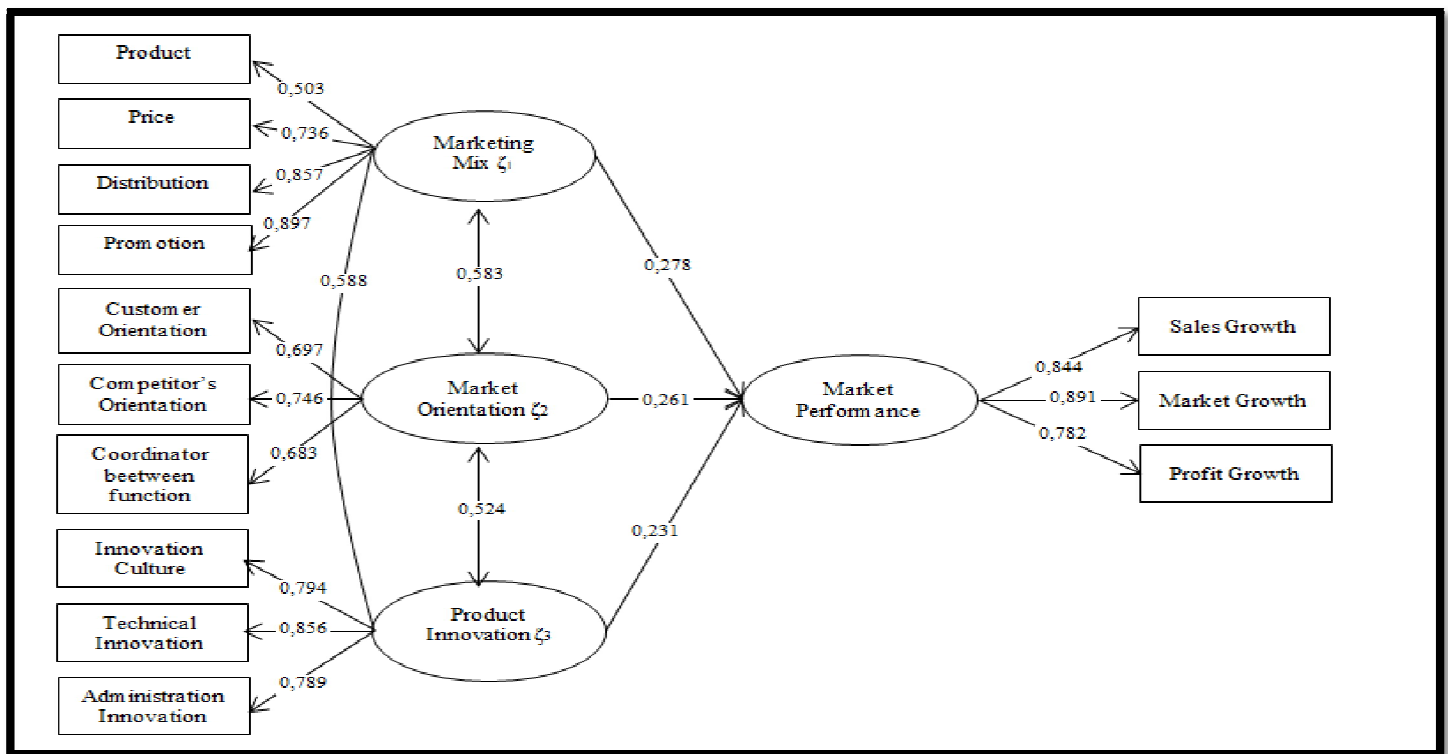 Product
0,503
Price
0,736
Marketing
Mix ζ1
Distribution
0,857
Promotion
0,897
0,588
0,583
0,278
Customer
Orientation
0,697
Competitor's
Orientation
0,746
Market
Orientation ζ2
0,261
Market
Performance
0,844
Sales Growth
0,891
Market Growth
0,782
Profit Growth
Coordinator
beetween
function
0,683
0,524
0,231
Innovation
Culture
0,794
Technical
Innovation
0,856
Product
Innovation ζ3
Administration
Innovation
0,789